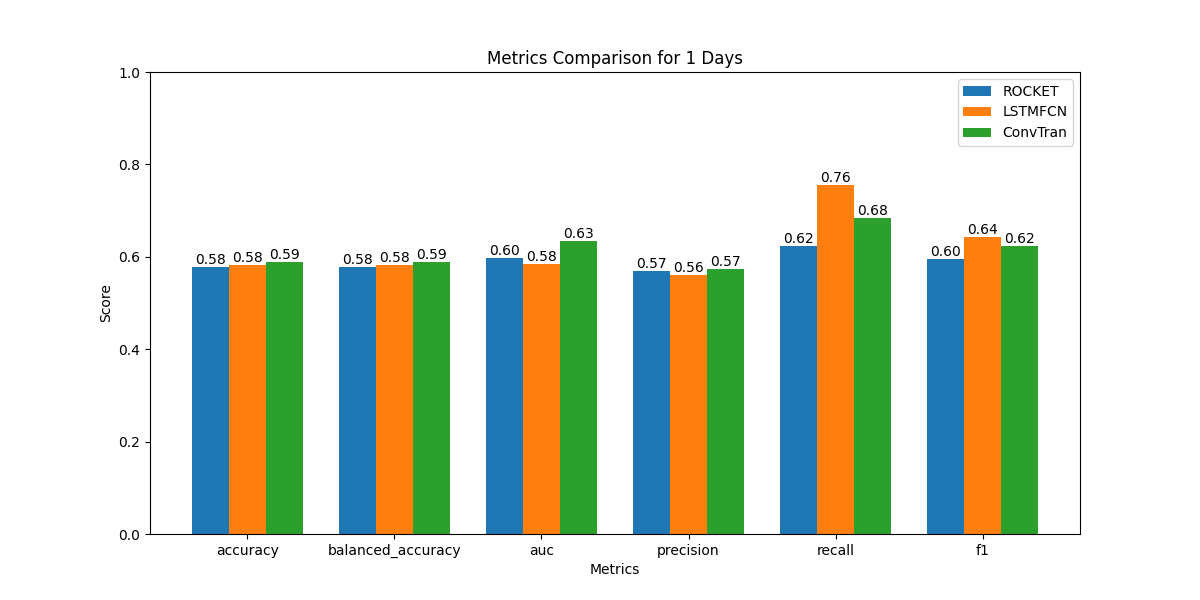 Metrics Comparison for 1 Days
1.0
0.8
0.6
0.4
0.2
0.0
Score
ROCKET
LSTMFCN
ConvTran
0.58 0.58 0.59
0.58 0.58 0.59
0.60 0.58 0.63
0.57 0.56 0.57
0.62 0.76 0.68
0.60 0.64 0.62
accuracy balanced_accuracy auc precision recall f1
Metrics